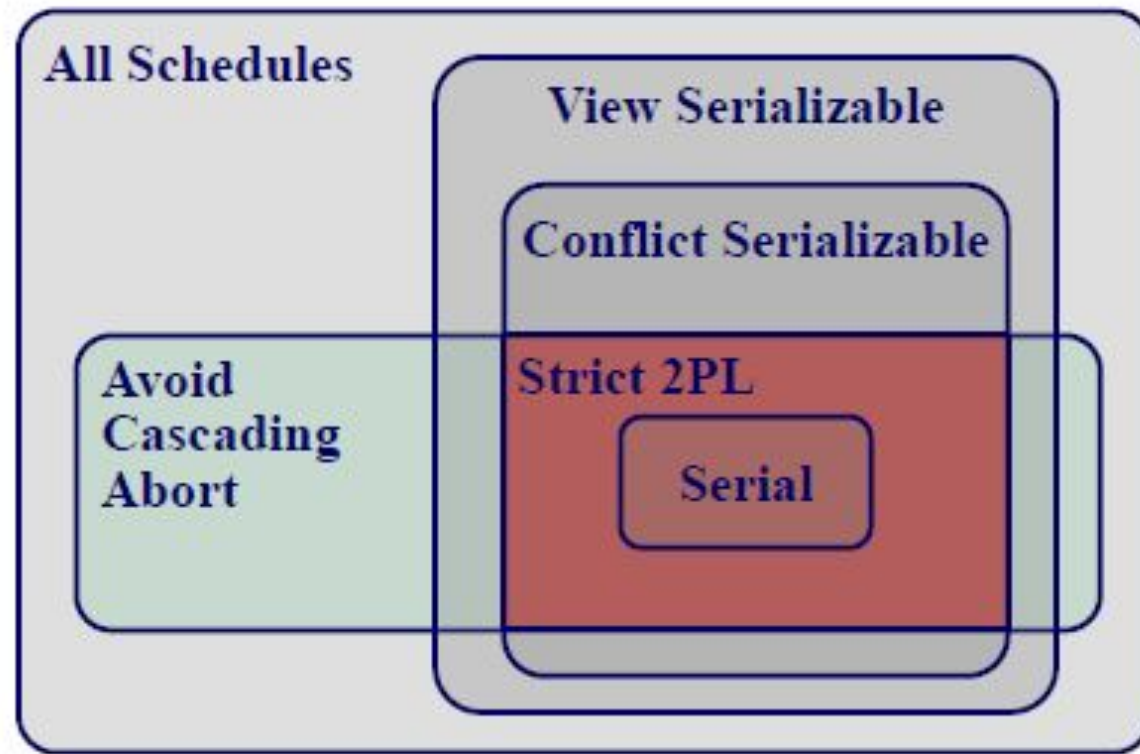 All Schedules
View Serializable
Conflict Serializable
Avoid
Cascading
Abort
Strict 2PL
Serial